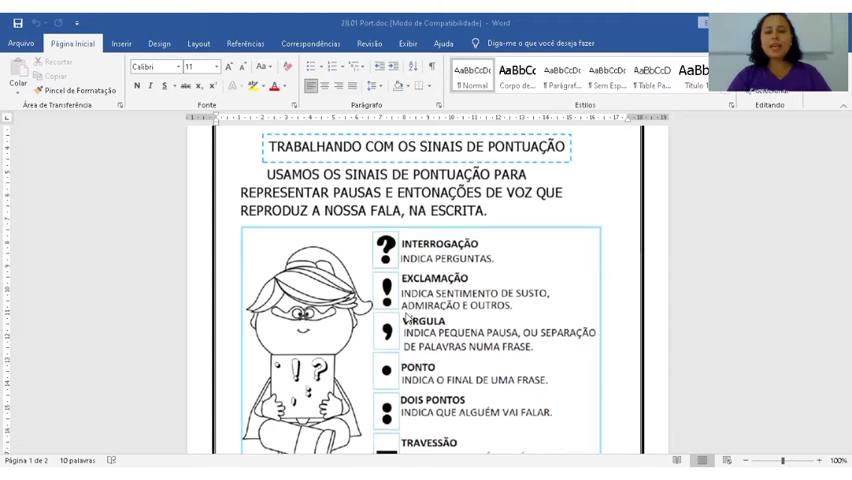 28.01 Port.doc [Modo de Compatibilidade] - Word
Arquivo Página Inicial Inserir Design Layout Referências Correspondências Revisão Exibir Ajuda Diga-me o que você deseja fazer
Colar
Recortar
Copiar
Pincel de Formatação
Calibri 11
N I S abc x₂ x²
AaBbCcDc AaBbCc AaBbCcDc AaBbCcDc AaBbCcD AaBb
¶ Normal Corpo de... ¶ Parágraf... ¶ Sem Esp... ¶ Table Pa... Título 1
Área de Transferência Fonte Parágrafo Estilos Editando
TRABALHANDO COM OS SINAIS DE PONTUAÇÃO
USAMOS OS SINAIS DE PONTUAÇÃO PARA
REPRESENTAR PAUSAS E ENTONAÇÕES DE VOZ QUE
REPRODUZ A NOSSA FALA, NA ESCRITA.
? INTERROGAÇÃO
INDICA PERGUNTAS.
! EXCLAMAÇÃO
INDICA SENTIMENTO DE SUSTO,
ADMIRAÇÃO E OUTROS.
, VÍRGULA
INDICA PEQUENA PAUSA, OU SEPARAÇÃO
DE PALAVRAS NUMA FRASE.
. PONTO
INDICA O FINAL DE UMA FRASE.
: DOIS PONTOS
INDICA QUE ALGUÉM VAI FALAR.
TRAVESSÃO
Página 1 de 2 10 palavras 100%